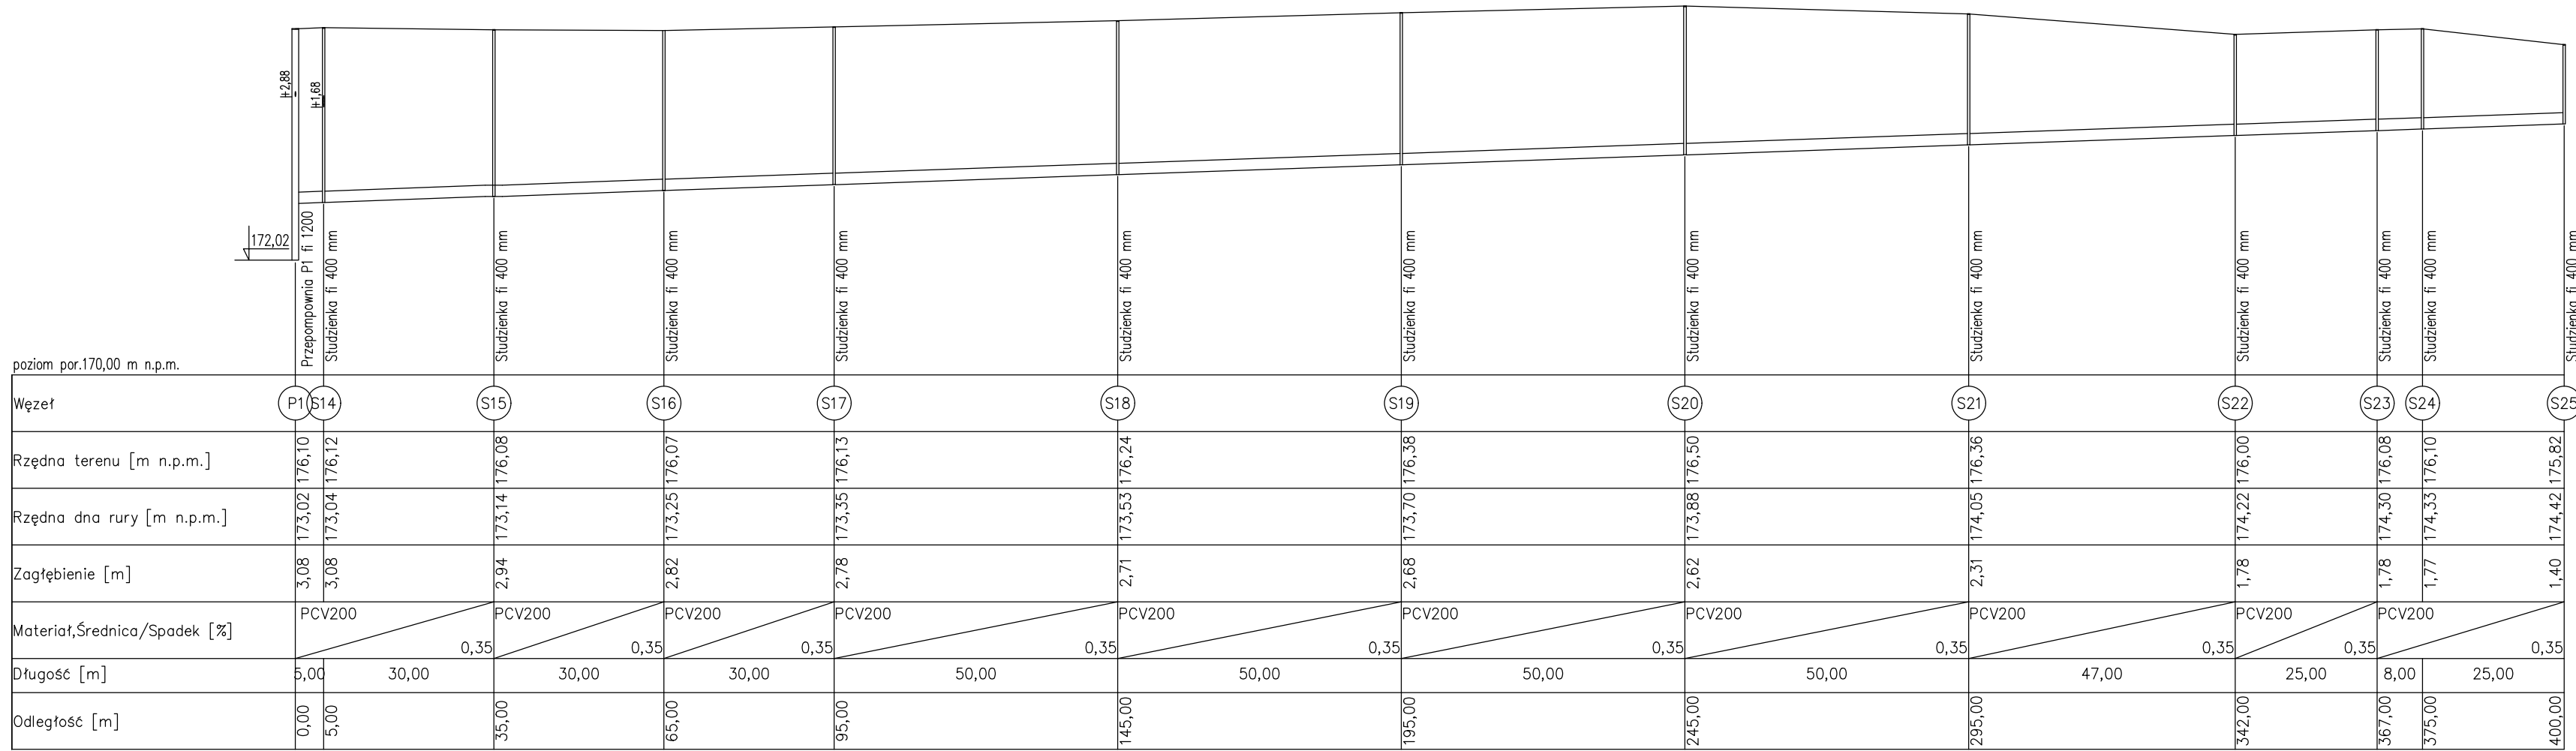 +2,88
+1,68
172,02
Przepompownia P1 fi 1200
Studzienka fi 400 mm
Studzienka fi 400 mm
Studzienka fi 400 mm
Studzienka fi 400 mm
Studzienka fi 400 mm
Studzienka fi 400 mm
Studzienka fi 400 mm
Studzienka fi 400 mm
Studzienka fi 400 mm
Studzienka fi 400 mm
Studzienka fi 400 mm
Studzienka fi 400 mm
poziom por.170,00 m n.p.m.
Węzeł P1 S14 S15 S16 S17 S18 S19 S20 S21 S22 S23 S24 S25
Rzędna terenu [m n.p.m.] 176,10 176,12 176,08 176,07 176,13 176,24 176,38 176,50 176,36 176,00 176,08 176,10 175,82
Rzędna dna rury [m n.p.m.] 173,02 173,04 173,14 173,25 173,35 173,53 173,70 173,88 174,05 174,22 174,30 174,33 174,42
Zagłębienie [m] 3,08 3,08 2,94 2,82 2,78 2,71 2,68 2,62 2,31 1,78 1,78 1,77 1,40
PCV200 PCV200 PCV200 PCV200 PCV200 PCV200 PCV200 PCV200 PCV200 PCV200
Materiał,Średnica/Spadek [%]
0,35 0,35 0,35 0,35 0,35 0,35 0,35 0,35 0,35 0,35
Długość [m] 5,00 30,00 30,00 30,00 50,00 50,00 50,00 50,00 47,00 25,00 8,00 25,00
Odległość [m] 0,00 5,00 35,00 65,00 95,00 145,00 195,00 245,00 295,00 342,00 367,00 375,00 400,00